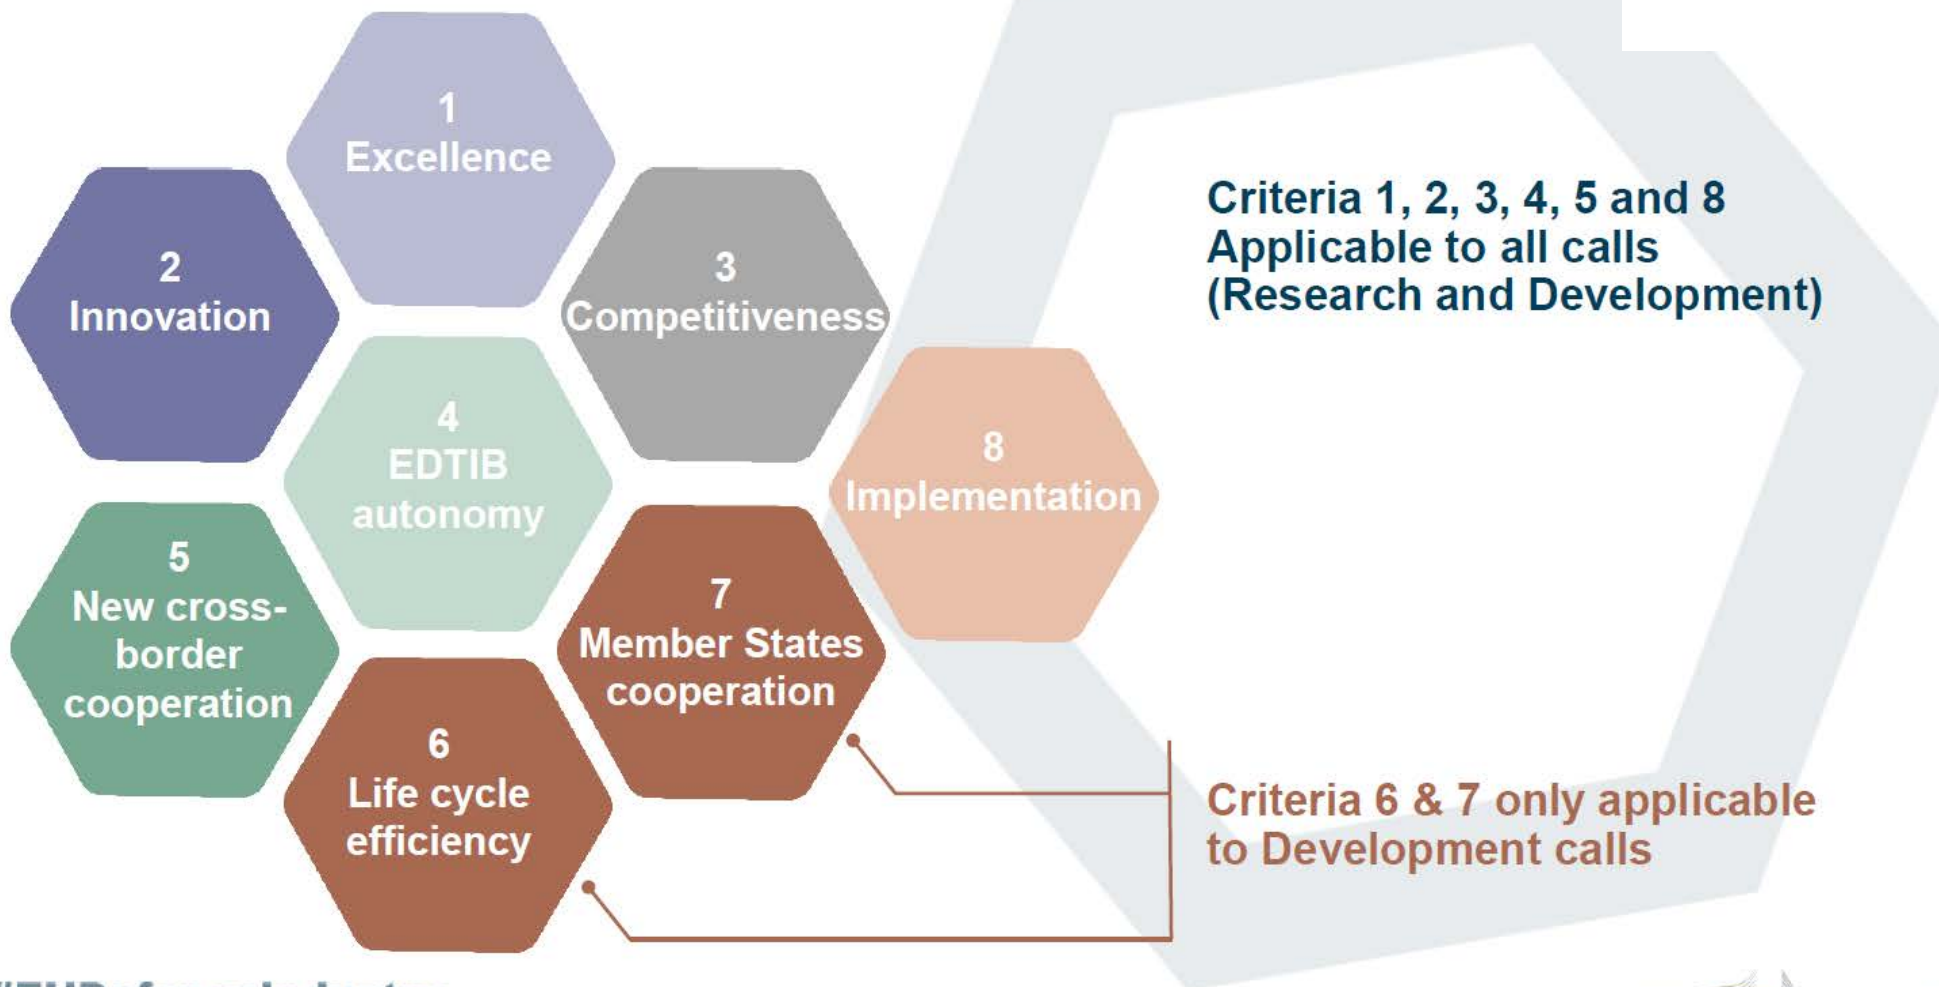 1
Excellence
2
Innovation
3
Competitiveness
4
EDTIB
autonomy
8
Implementation
5
New cross-
border
cooperation
7
Member States
cooperation
6
Life cycle
efficiency
Criteria 1, 2, 3, 4, 5 and 8
Applicable to all calls
(Research and Development)
Criteria 6 & 7 only applicable
to Development calls